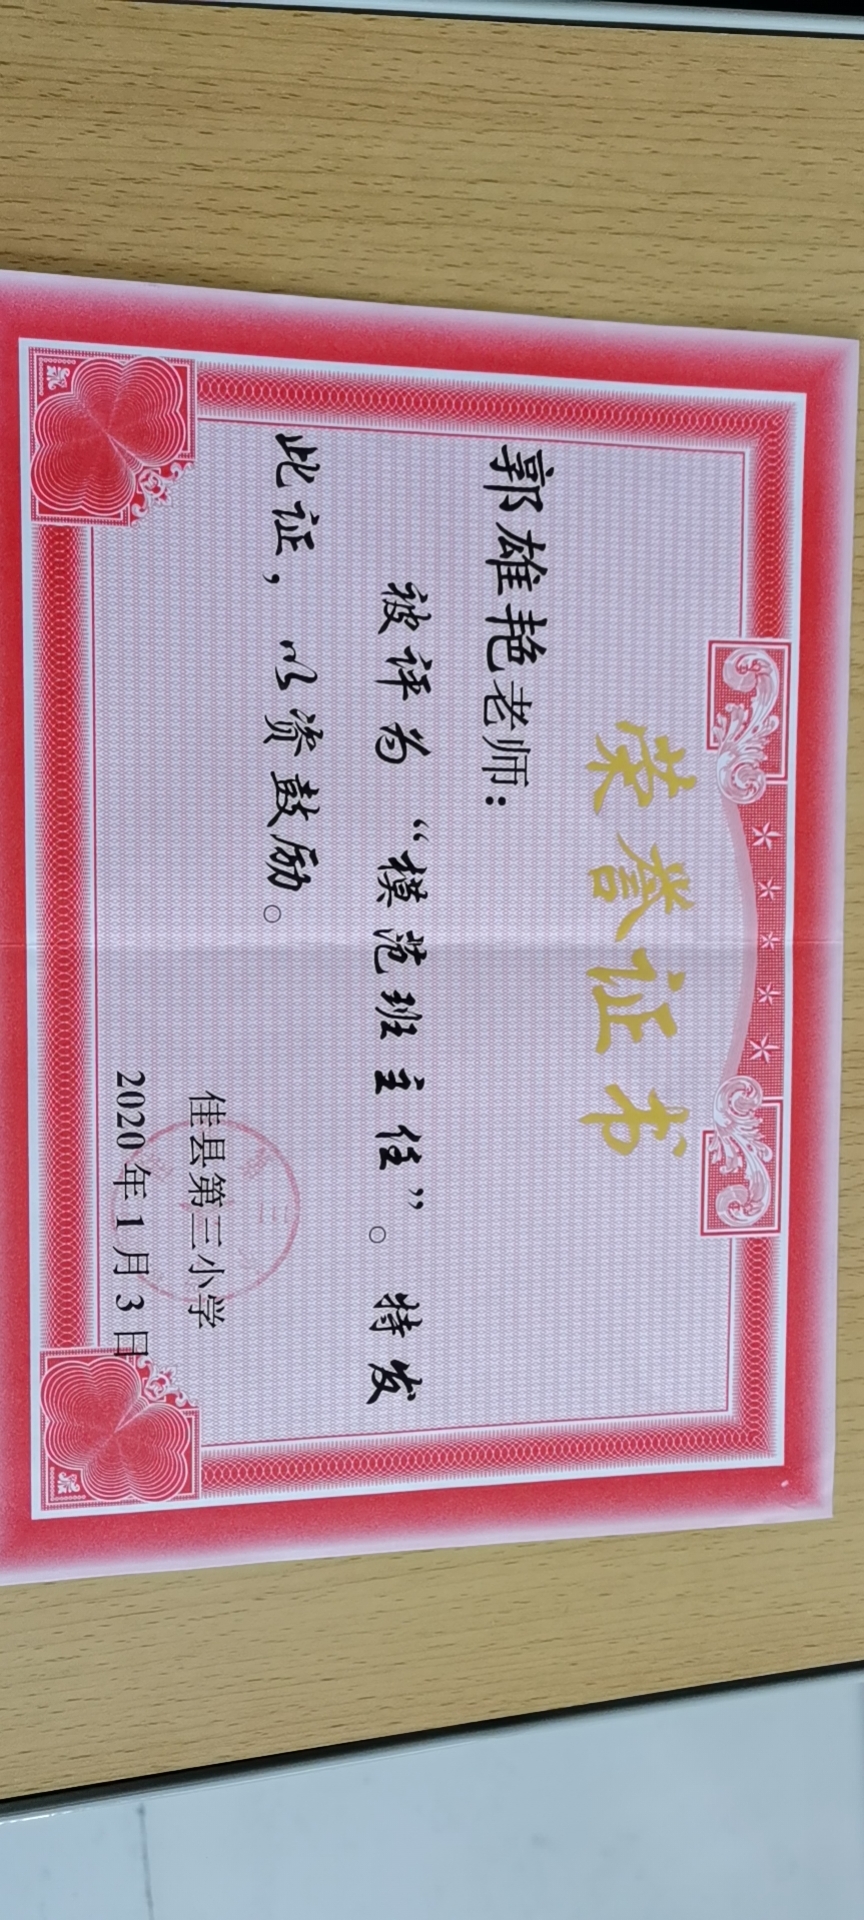 荣誉证书
郭雄艳老师：
被评为“模范班主任”。特发
此证，以资鼓励。
佳县第三小学
2020年1月3日